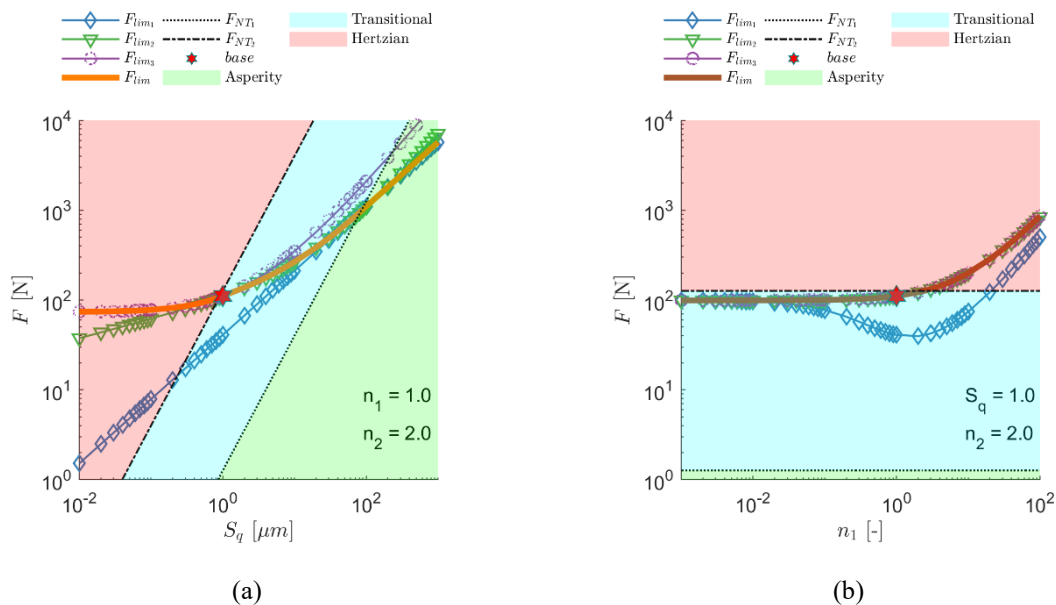 F_{lim_1} F_{NT_1} Transitional
F_{lim_2} F_{NT_2} Hertzian
F_{lim_3} base
F_{lim} Asperity
10^4
10^3
10^2
10^1
10^0
F [N]
n_1 = 1.0
n_2 = 2.0
10^{-2} 10^0 10^2
S_q [μm]
(a)
F_{lim_1} F_{NT_1} Transitional
F_{lim_2} F_{NT_2} Hertzian
F_{lim_3} base
F_{lim} Asperity
10^4
10^3
10^2
10^1
10^0
F [N]
S_q = 1.0
n_2 = 2.0
10^{-2} 10^0 10^2
n_1 [-]
(b)